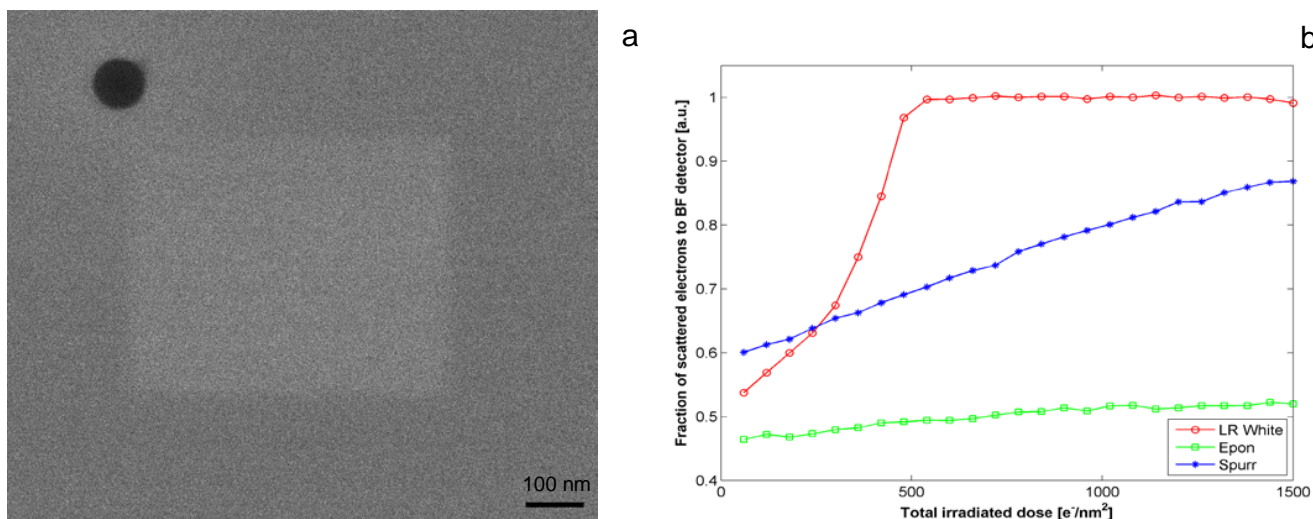 a
b
100 nm
Fraction of scattered electrons to BF detector [a.u.]
1
0.9
0.8
0.7
0.6
0.5
0.4
0
500
1000
1500
LR White
Epon
Spurr
Total irradiated dose [e⁻/nm²]